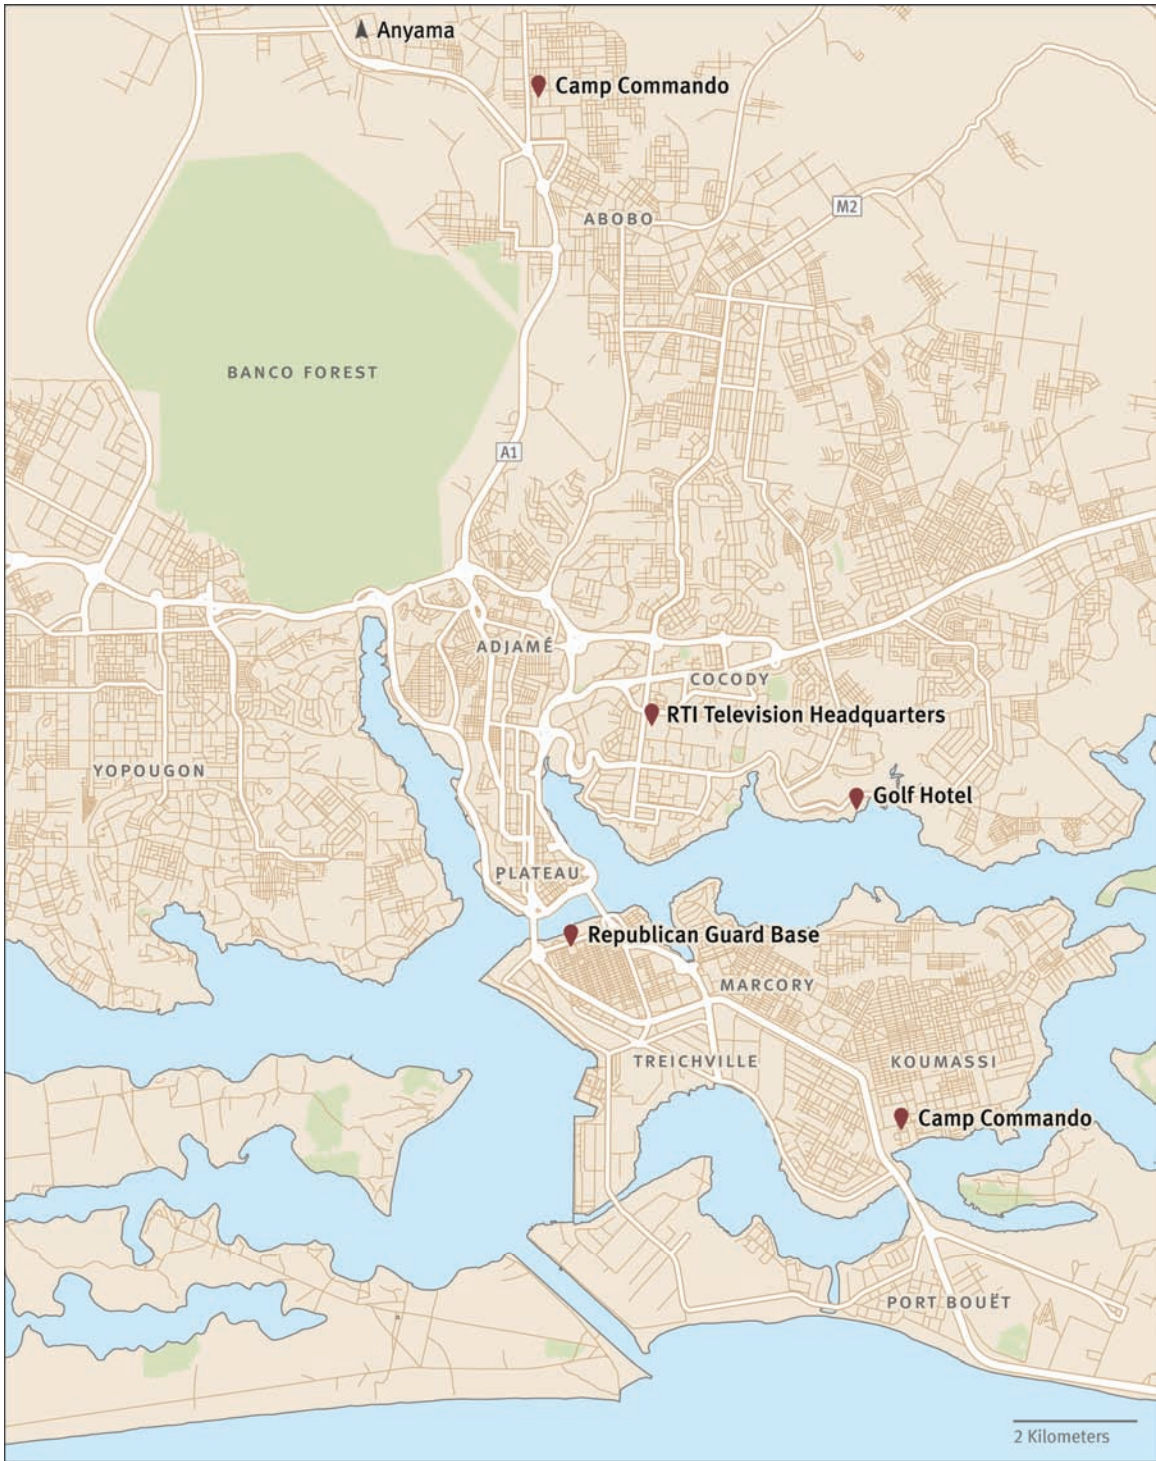 Anyama
Camp Commando
M2
ABOBO
BANCO FOREST
A1
ADJAMÉ
COCODY
RTI Television Headquarters
YOPOUGON
Golf Hotel
PLATEAU
Republican Guard Base
MARCORY
TREICHVILLE
KOUMASSI
Camp Commando
PORT BOUËT
2 Kilometers